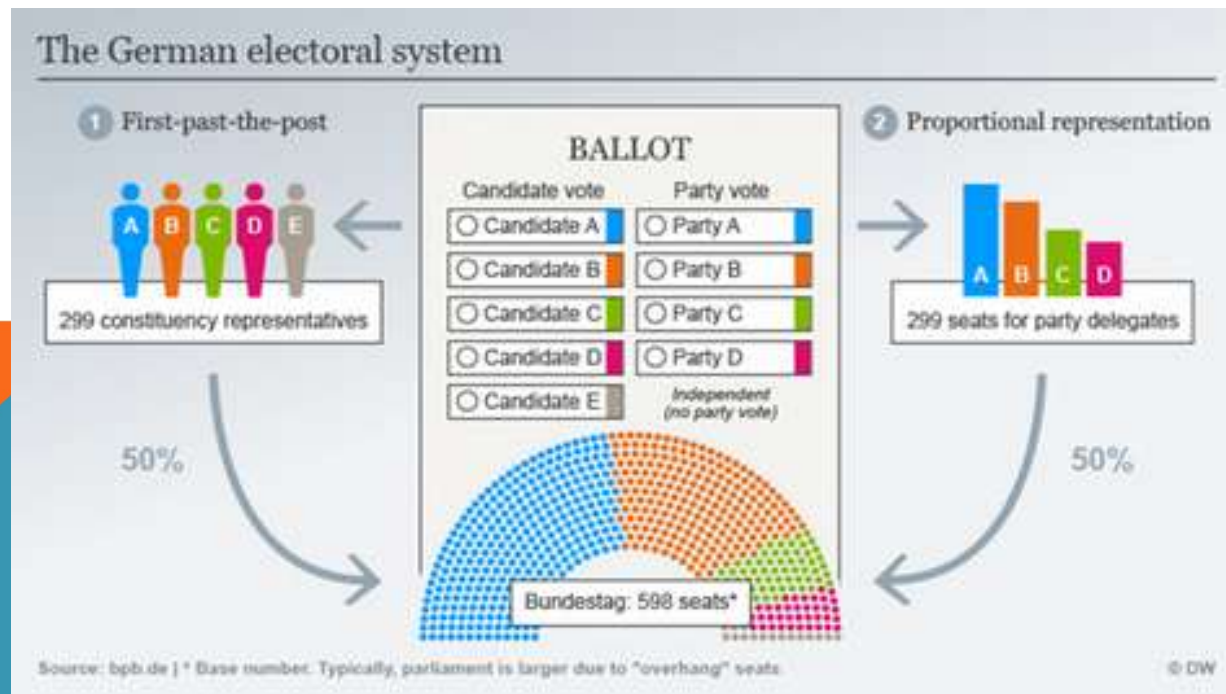 The German electoral system
1 First-past-the-post
A B C D E
299 constituency representatives
50%
BALLOT
Candidate vote
Candidate A
Candidate B
Candidate C
Candidate D
Candidate E
Party vote
Party A
Party B
Party C
Party D
Independent
(no party vote)
2 Proportional representation
A B C D
299 seats for party delegates
50%
Bundestag: 598 seats*
Source: bpb.de | * Base number. Typically, parliament is larger due to "overhang" seats.
© DW